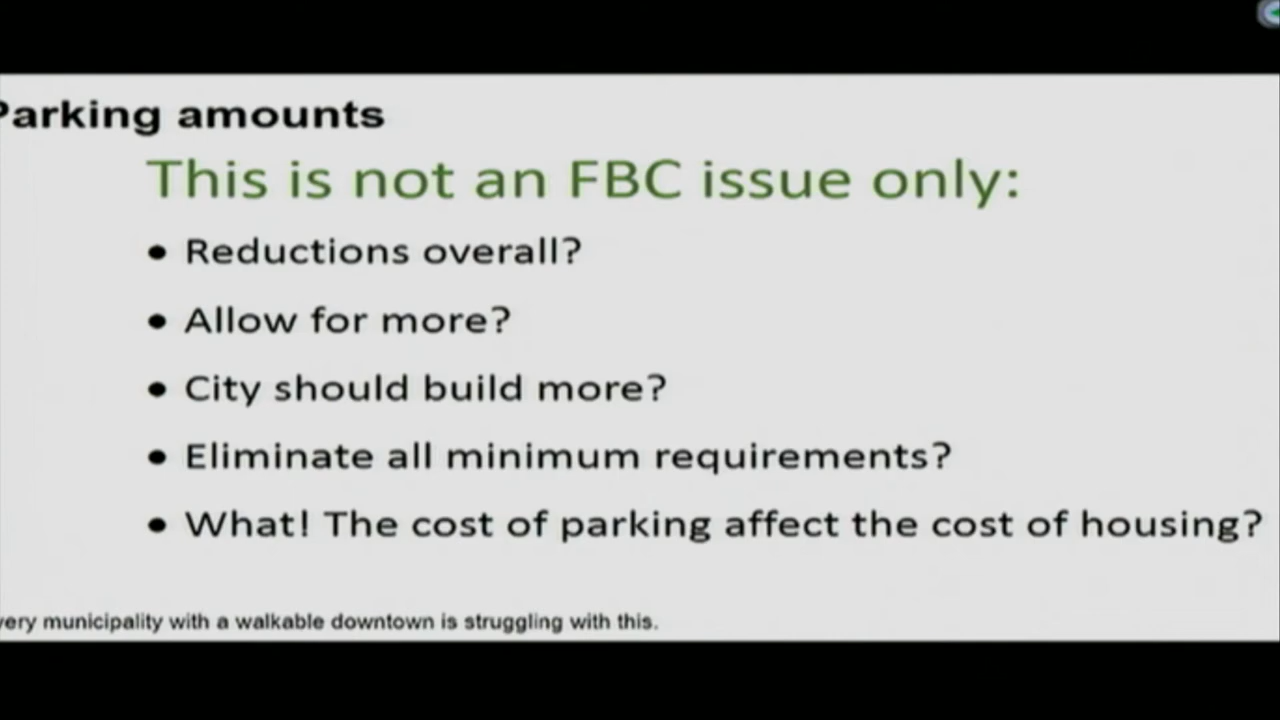 Parking amounts
This is not an FBC issue only:
• Reductions overall?
• Allow for more?
• City should build more?
• Eliminate all minimum requirements?
• What! The cost of parking affect the cost of housing?
very municipality with a walkable downtown is struggling with this.